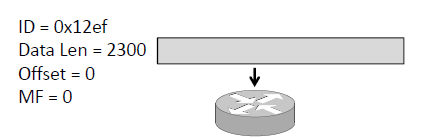 ID = 0x12ef
Data Len = 2300
Offset = 0
MF = 0